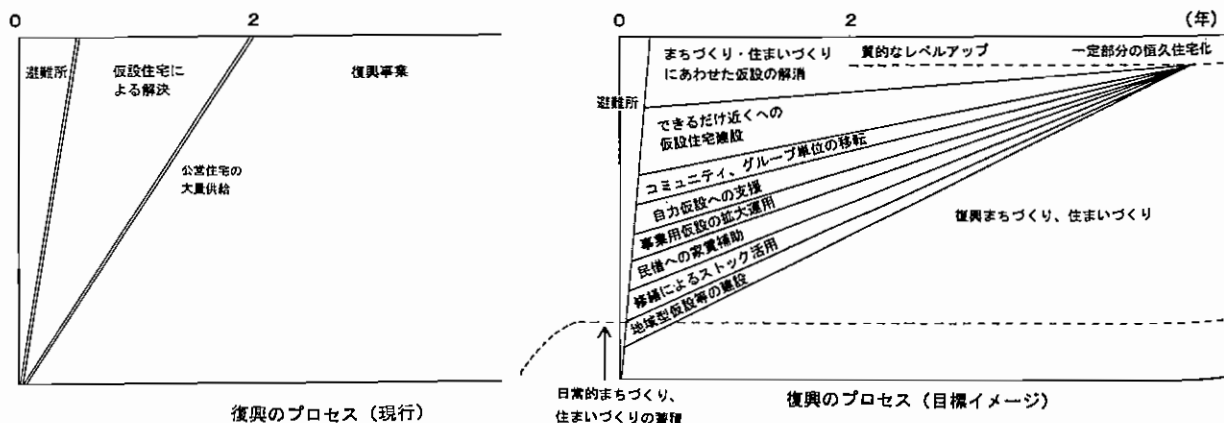 0
2
避難所
仮設住宅に
よる解決
復興事業
公営住宅の
大量供給
復興のプロセス(現行)
0
2
(年)
まちづくり・住まいづくり
にあわせた仮設の解消
質的なレベルアップ
一定部分の恒久住宅化
避難所
できるだけ近くへの
仮設住宅建設
コミュニティ、グループ単位の移転
自力仮設への支援
事業用仮設の拡大運用
民借への家賃補助
修繕によるストック活用
地域型仮設等の建設
復興まちづくり、住まいづくり
日常的まちづくり、
住まいづくりの蓄積
復興のプロセス(目標イメージ)